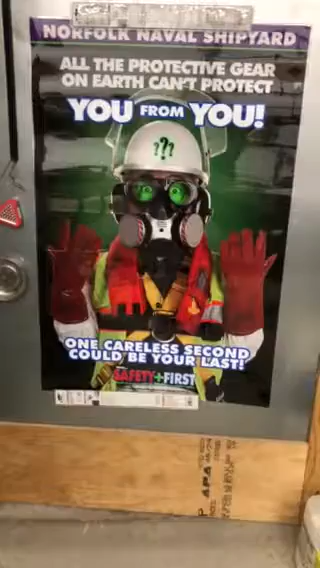 NORFOLK NAVAL SHIPYARD
ALL THE PROTECTIVE GEAR
ON EARTH CAN'T PROTECT
YOU FROM YOU!
???
ONE CARELESS SECOND
COULD BE YOUR LAST!
SAFETY+FIRST
APA